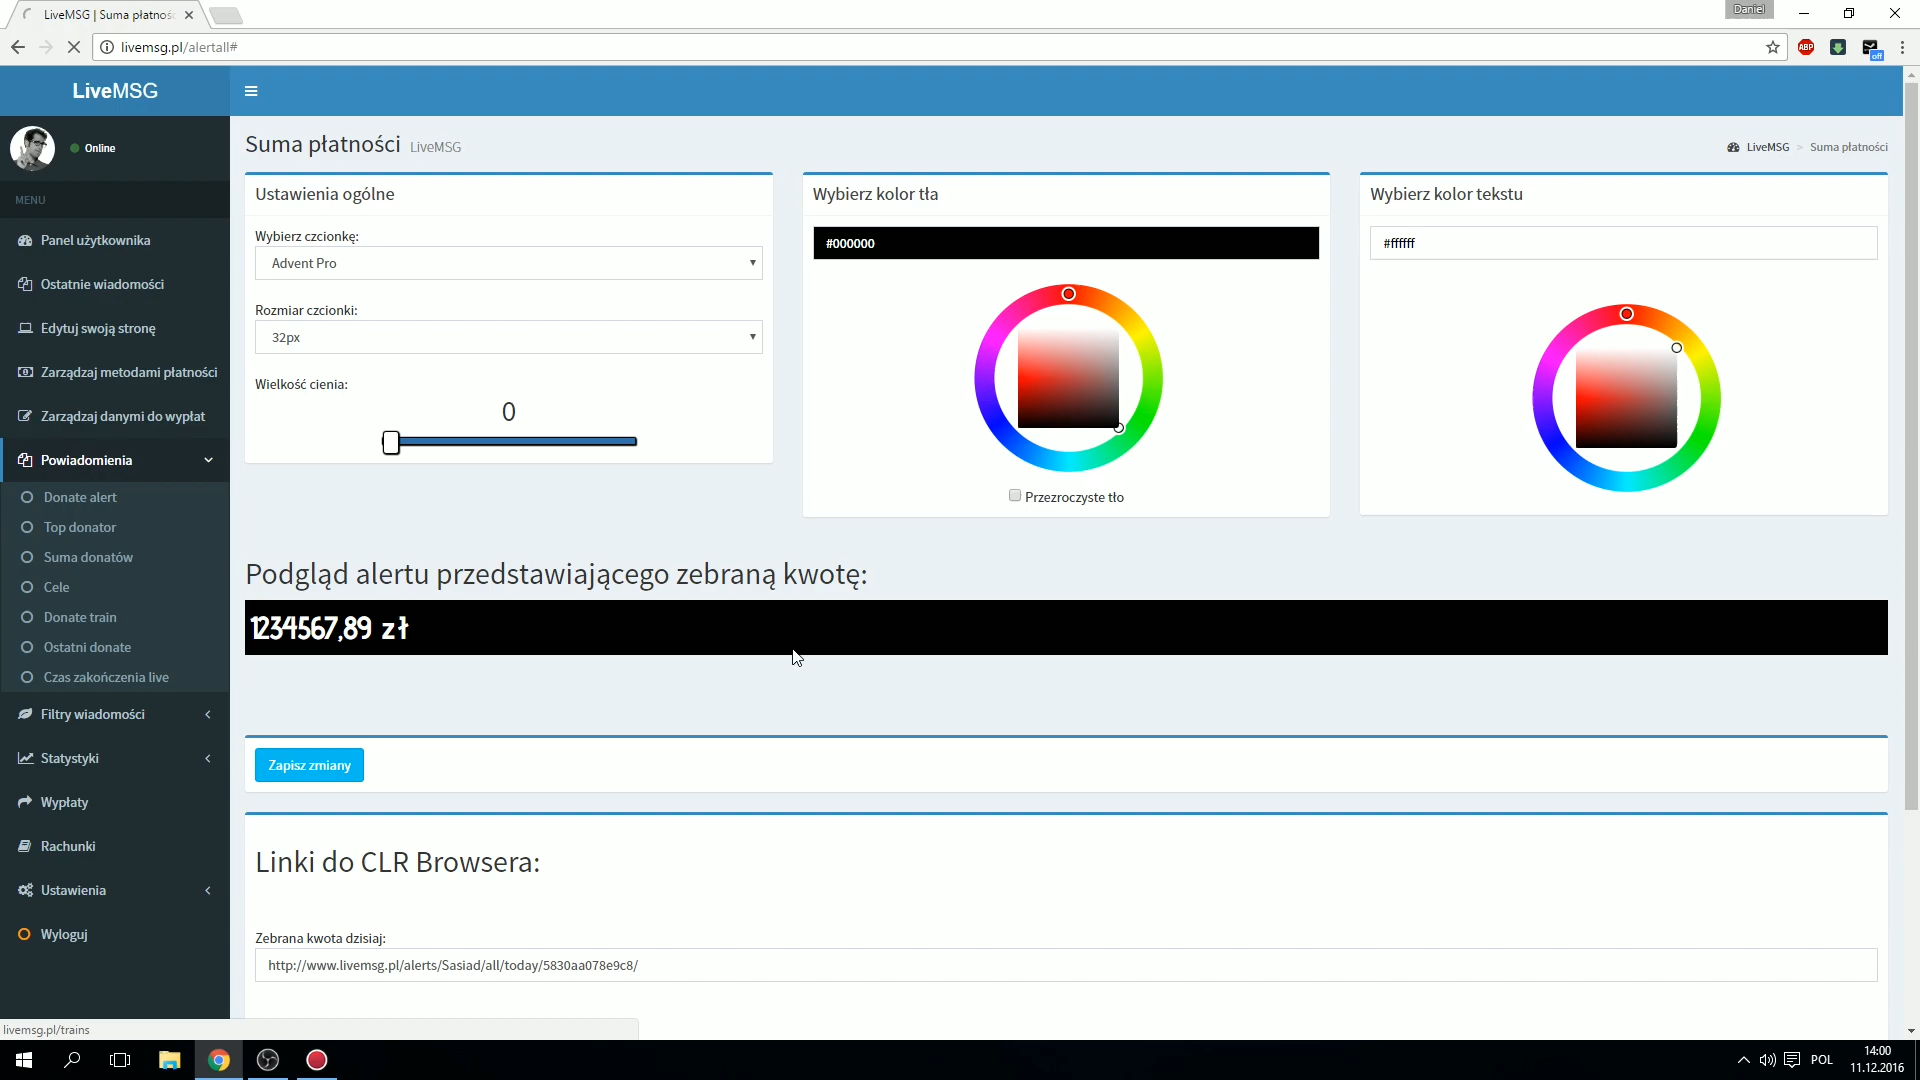 LiveMSG | Suma płatnośc
Daniel
livemsg.pl/alertall#
ABP
off
LiveMSG
Online
MENU
Panel użytkownika
Ostatnie wiadomości
Edytuj swoją stronę
Zarządzaj metodami płatności
Zarządzaj danymi do wypłat
Powiadomienia
Donate alert
Top donator
Suma donatów
Cele
Donate train
Ostatni donate
Czas zakończenia live
Filtry wiadomości
Statystyki
Wypłaty
Rachunki
Ustawienia
Wyloguj
Suma płatności LiveMSG
LiveMSG > Suma płatności
Ustawienia ogólne
Wybierz czcionkę:
Advent Pro
Rozmiar czcionki:
32px
Wielkość cienia:
0
Wybierz kolor tła
#000000
Przezroczyste tło
Wybierz kolor tekstu
#ffffff
Podgląd alertu przedstawiającego zebraną kwotę:
1234567,89 zł
Zapisz zmiany
Linki do CLR Browsera:
Zebrana kwota dzisiaj:
http://www.livemsg.pl/alerts/Sasiad/all/today/5830aa078e9c8/
livemsg.pl/trains
POL
14:00
11.12.2016